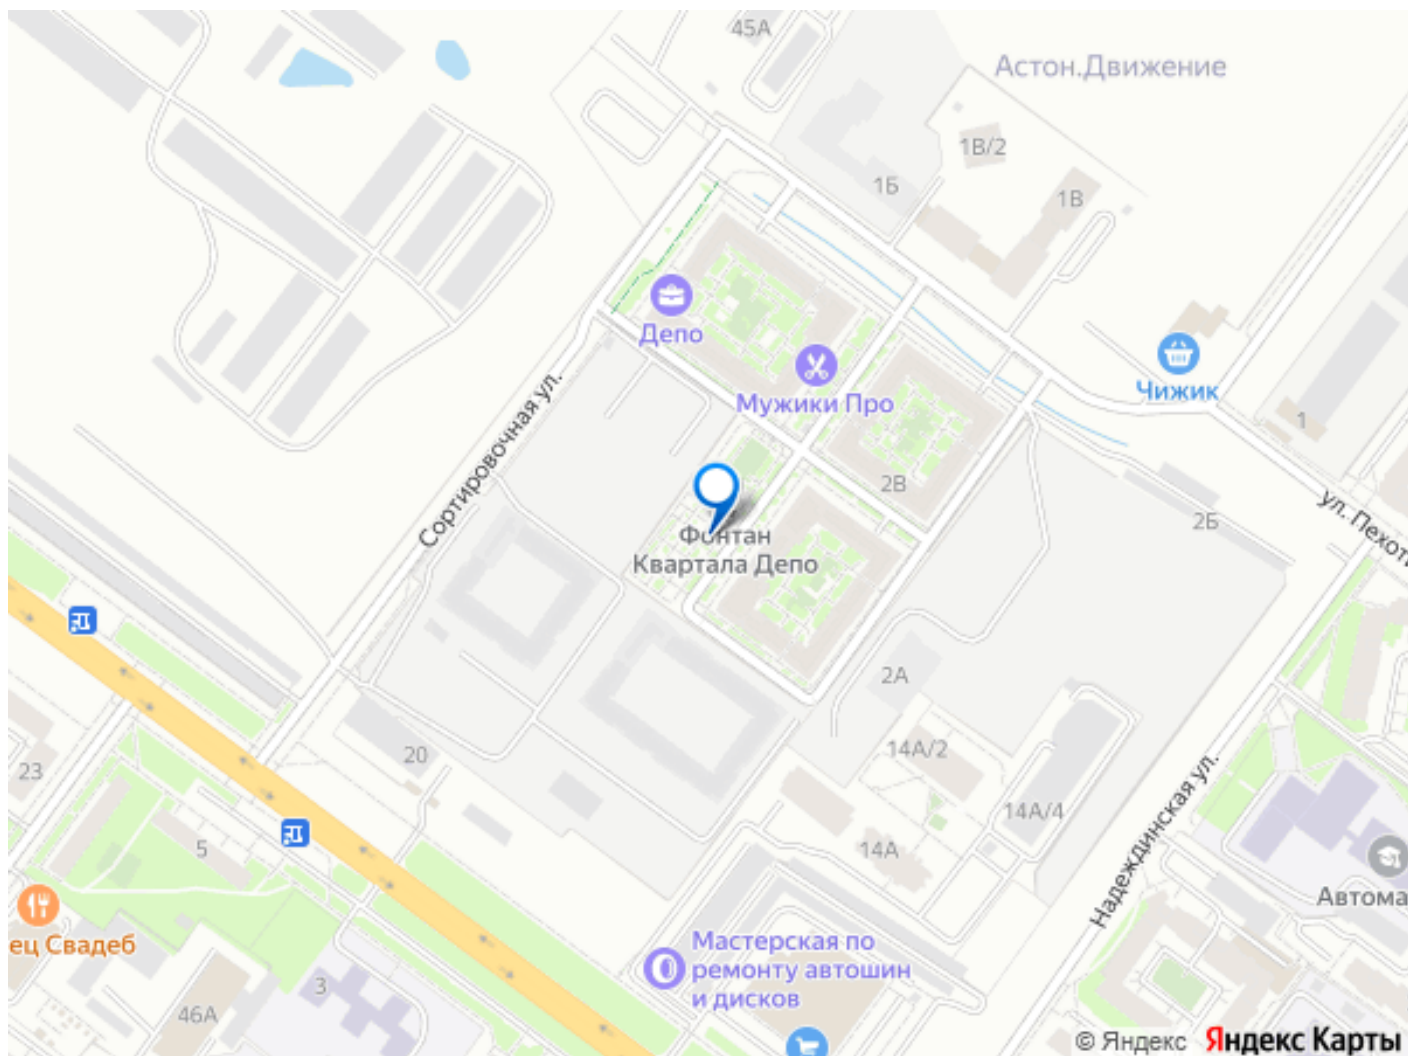 45А
Астон.Движение
1В/2
1Б
1В
Депо
Мужики Про
Чижик
1
Сортировочная ул.
2В
2Б
ул. Пехоти
Фонтан
Квартала Депо
2А
20
14А/2
23
14А/4
5
14А
Надеждинская ул.
Автома
ец Свадеб
Мастерская по
ремонту автошин
и дисков
3
46А
© Яндекс Яндекс Карты